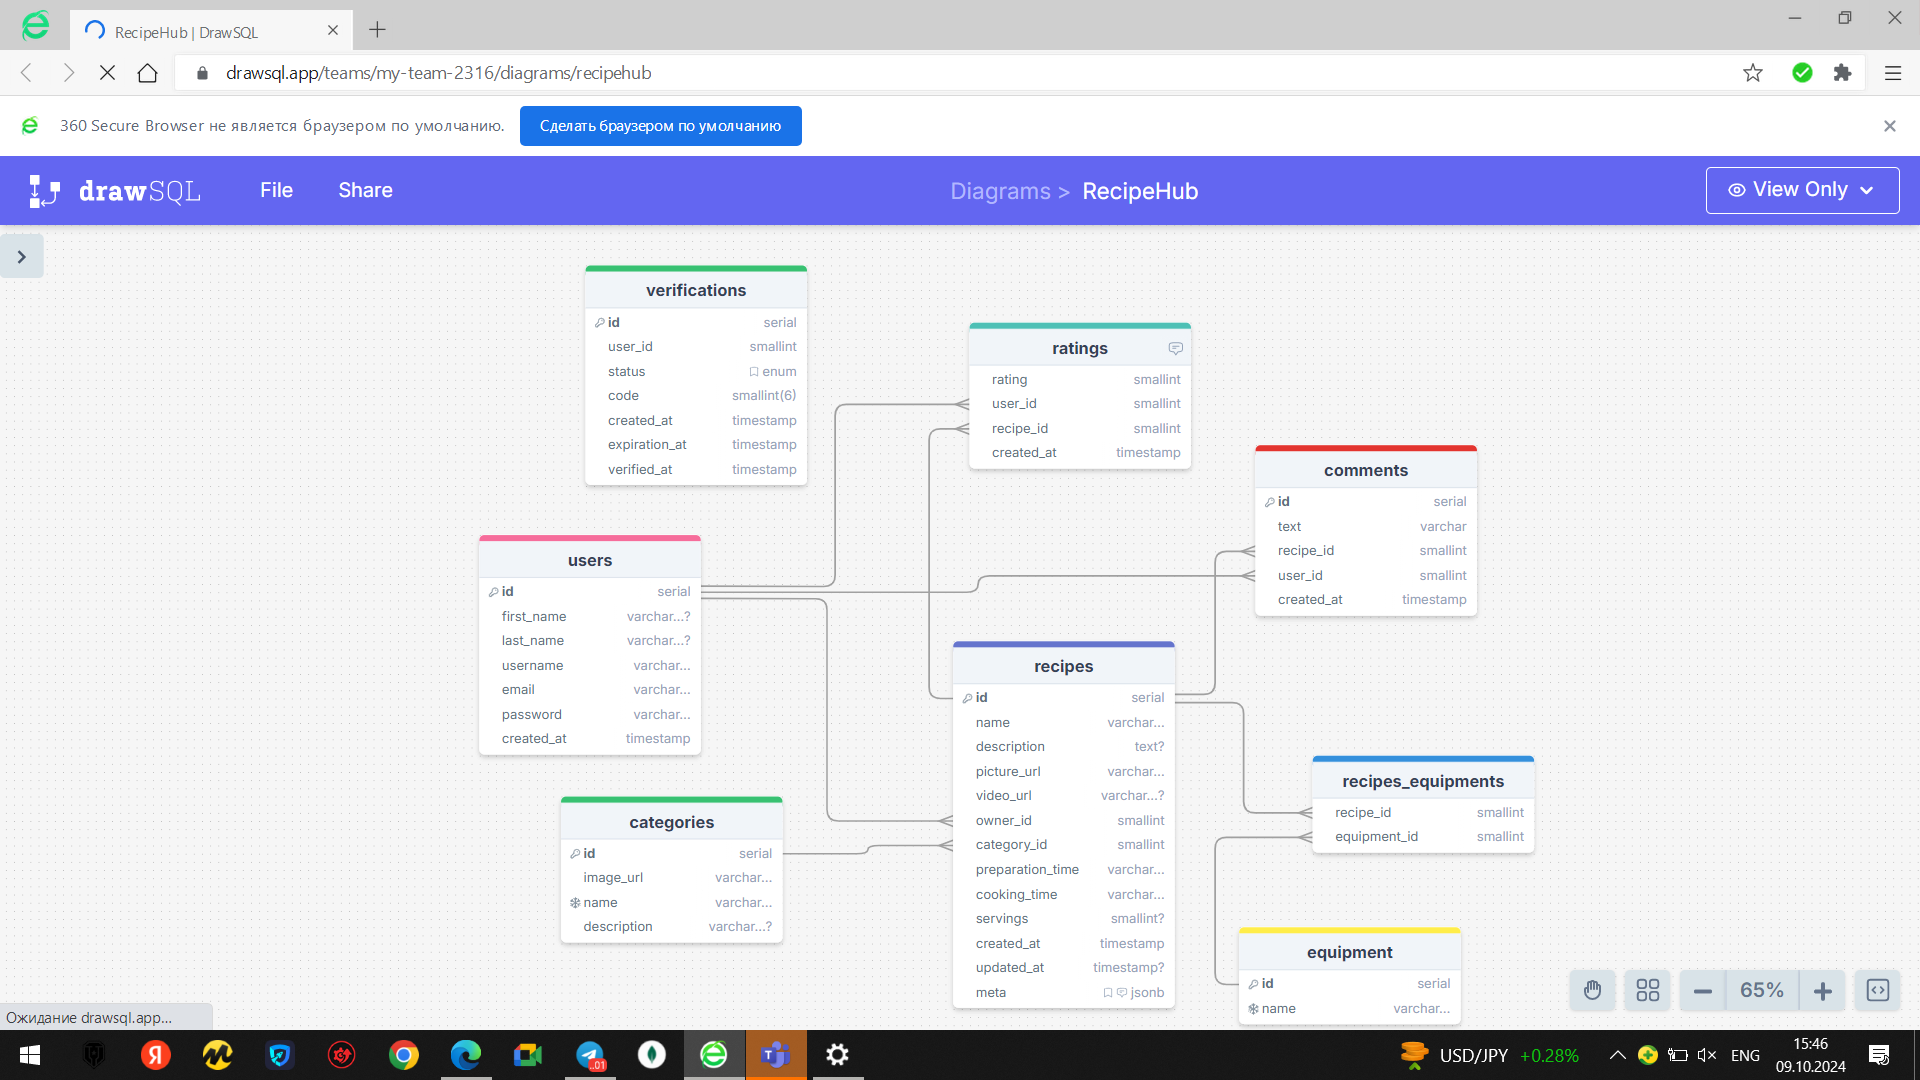 RecipeHub | DrawSQL
drawsql.app/teams/my-team-2316/diagrams/recipehub
360 Secure Browser не является браузером по умолчанию.
Сделать браузером по умолчанию
drawSQL
File
Share
Diagrams > RecipeHub
View Only
verifications
id serial
user_id smallint
status enum
code smallint(6)
created_at timestamp
expiration_at timestamp
verified_at timestamp
ratings
rating smallint
user_id smallint
recipe_id smallint
created_at timestamp
comments
id serial
text varchar
recipe_id smallint
user_id smallint
created_at timestamp
users
id serial
first_name varchar...?
last_name varchar...?
username varchar...
email varchar...
password varchar...
created_at timestamp
recipes
id serial
name varchar...
description text?
picture_url varchar...
video_url varchar...?
owner_id smallint
category_id smallint
preparation_time varchar...
cooking_time varchar...
servings smallint?
created_at timestamp
updated_at timestamp?
meta jsonb
recipes_equipments
recipe_id smallint
equipment_id smallint
categories
id serial
image_url varchar...
name varchar...
description varchar...?
equipment
id serial
name varchar...
65%
Ожидание drawsql.app...
Я
..01
USD/JPY +0.28%
ENG
15:46
09.10.2024